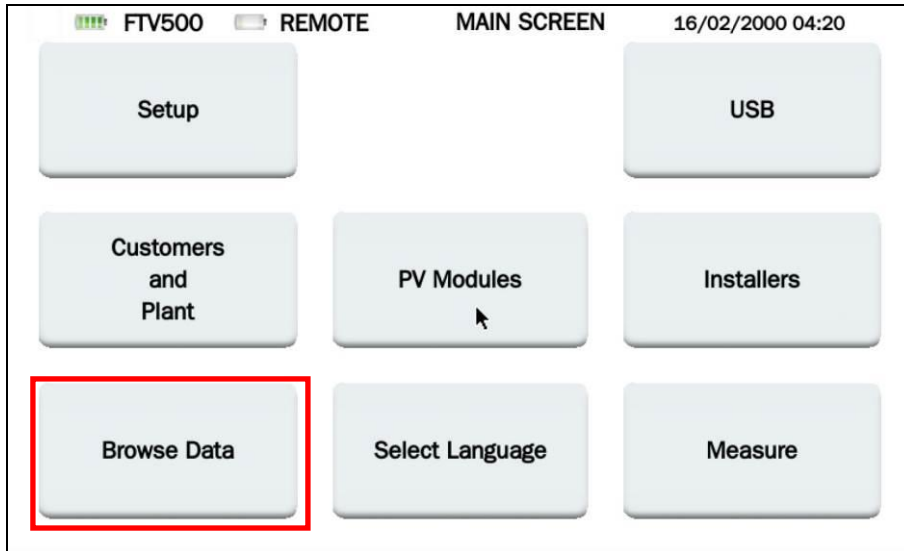 FTV500 REMOTE MAIN SCREEN 16/02/2000 04:20
Setup
USB
Customers
and
Plant
PV Modules
Installers
Browse Data
Select Language
Measure